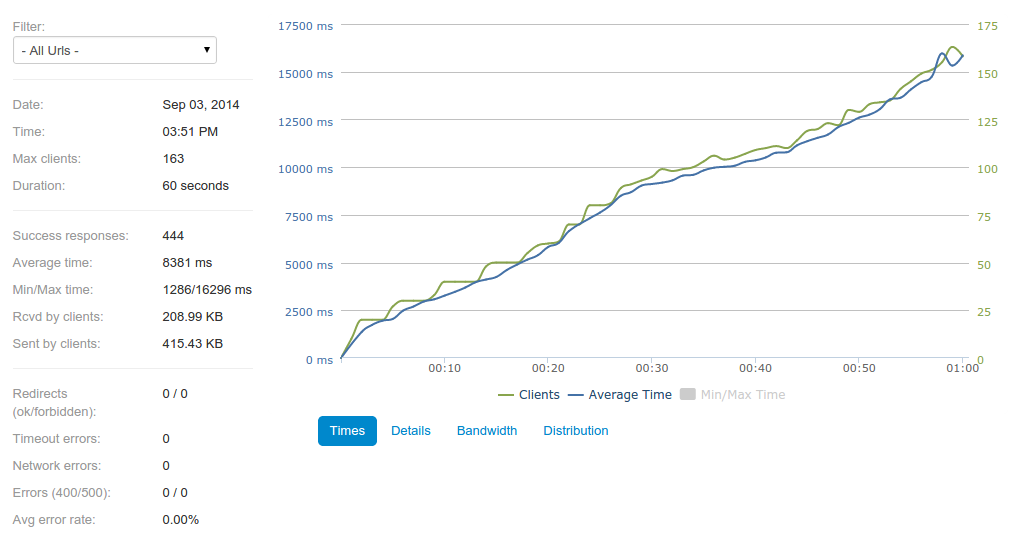 Filter:
- All Urls -
Date: Sep 03, 2014
Time: 03:51 PM
Max clients: 163
Duration: 60 seconds
Success responses: 444
Average time: 8381 ms
Min/Max time: 1286/16296 ms
Rcvd by clients: 208.99 KB
Sent by clients: 415.43 KB
Redirects 0 / 0
(ok/forbidden):
Timeout errors: 0
Network errors: 0
Errors (400/500): 0 / 0
Avg error rate: 0.00%
17500 ms 175
15000 ms 150
12500 ms 125
10000 ms 100
7500 ms 75
5000 ms 50
2500 ms 25
0 ms 0
00:10 00:20 00:30 00:40 00:50 01:00
Clients Average Time Min/Max Time
Times Details Bandwidth Distribution